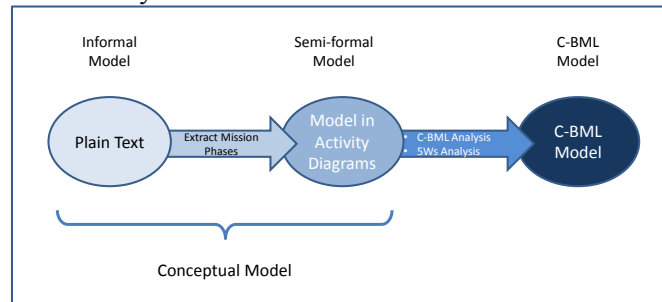 Informal
Model
Semi-formal
Model
C-BML
Model
Plain Text
Extract Mission
Phases
Model in
Activity
Diagrams
• C-BML Analysis
• 5Ws Analysis
C-BML
Model
Conceptual Model